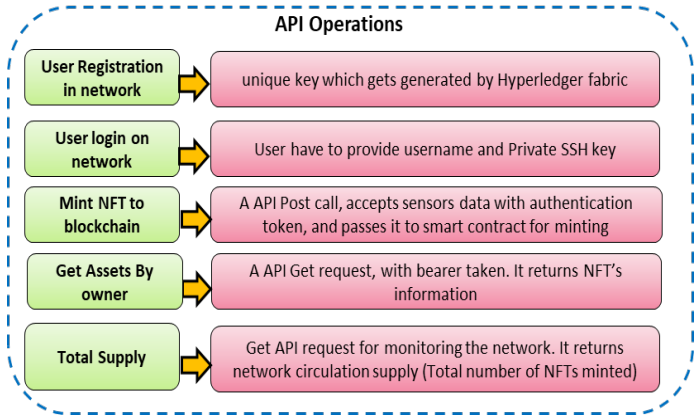 API Operations
User Registration
in network
unique key which gets generated by Hyperledger fabric
User login on
network
User have to provide username and Private SSH key
Mint NFT to
blockchain
A API Post call, accepts sensors data with authentication
token, and passes it to smart contract for minting
Get Assets By
owner
A API Get request, with bearer taken. It returns NFT's
information
Total Supply
Get API request for monitoring the network. It returns
network circulation supply (Total number of NFTs minted)